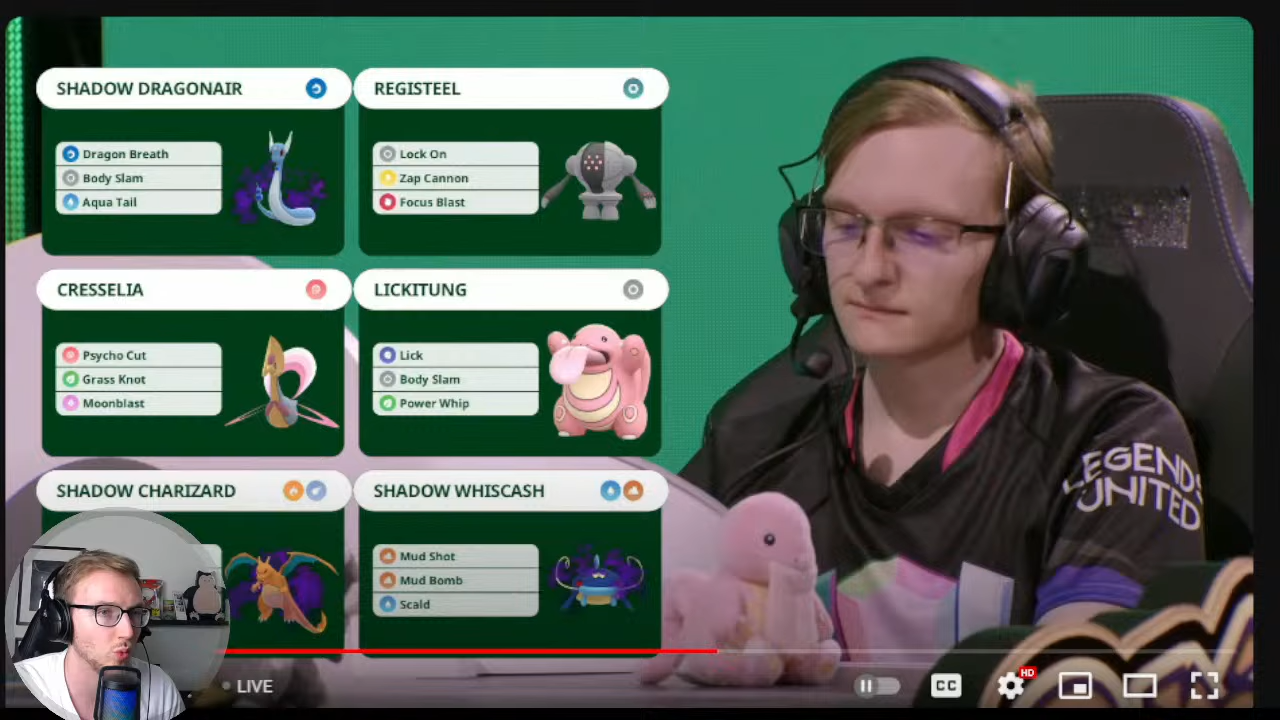 SHADOW DRAGONAIR
Dragon Breath
Body Slam
Aqua Tail
REGISTEEL
Lock On
Zap Cannon
Focus Blast
CRESSELIA
Psycho Cut
Grass Knot
Moonblast
LICKITUNG
Lick
Body Slam
Power Whip
SHADOW CHARIZARD
SHADOW WHISCASH
Mud Shot
Mud Bomb
Scald
LEGENDS
UNITED
LIVE
CC
HD